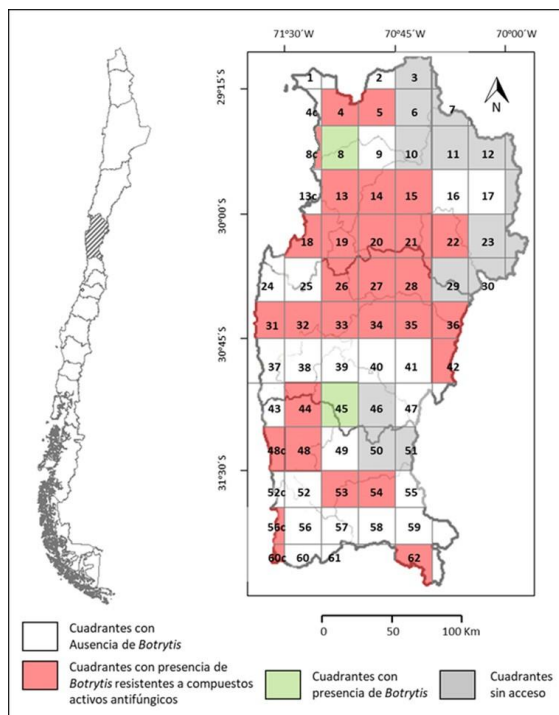 71°30´W
70°45´W
70°00´W
29°15´S
30°00´S
30°45´S
31°30´S
N
1 2 3
4c 4 5 6 7
8c 8 9 10 11 12
13c 13 14 15 16 17
18 19 20 21 22 23
24 25 26 27 28 29 30
31 32 33 34 35 36
37 38 39 40 41 42
43 44 45 46 47
48c 48 49 50 51
52c 52 53 54 55
56c 56 57 58 59
60c 60 61 62
0 50 100 Km
Cuadrantes con
Ausencia de Botrytis
Cuadrantes con presencia de
Botrytis resistentes a compuestos
activos antifúngicos
Cuadrantes con
presencia de Botrytis
Cuadrantes
sin acceso